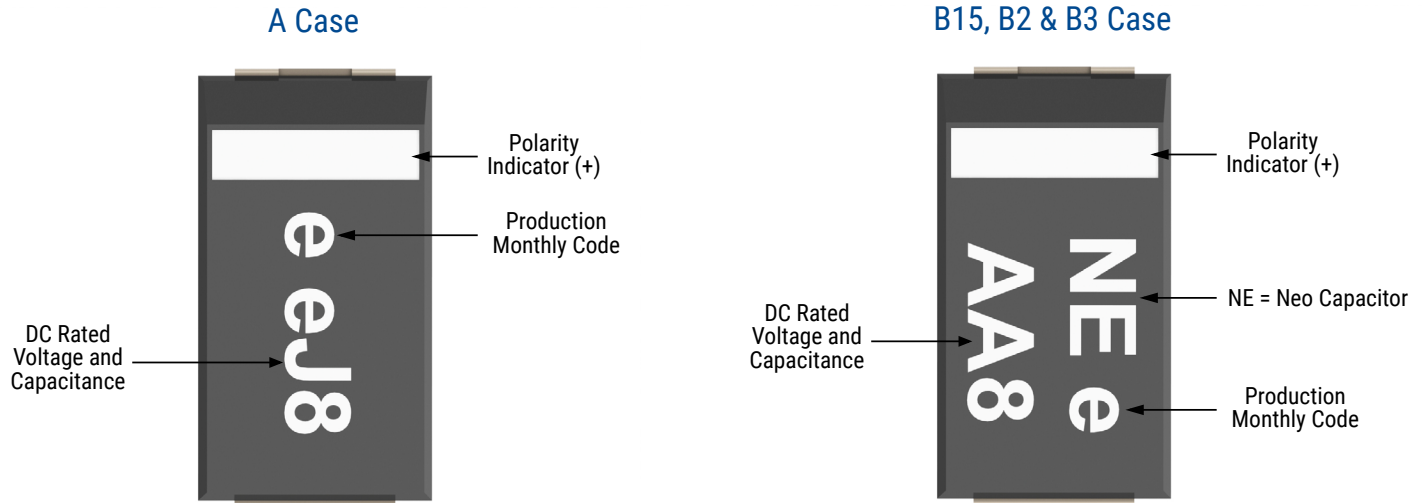 A Case
Polarity
Indicator (+)
Production
Monthly Code
DC Rated
Voltage and
Capacitance
e eJ8
B15, B2 & B3 Case
Polarity
Indicator (+)
NE = Neo Capacitor
DC Rated
Voltage and
Capacitance
Production
Monthly Code
NE e
AA8